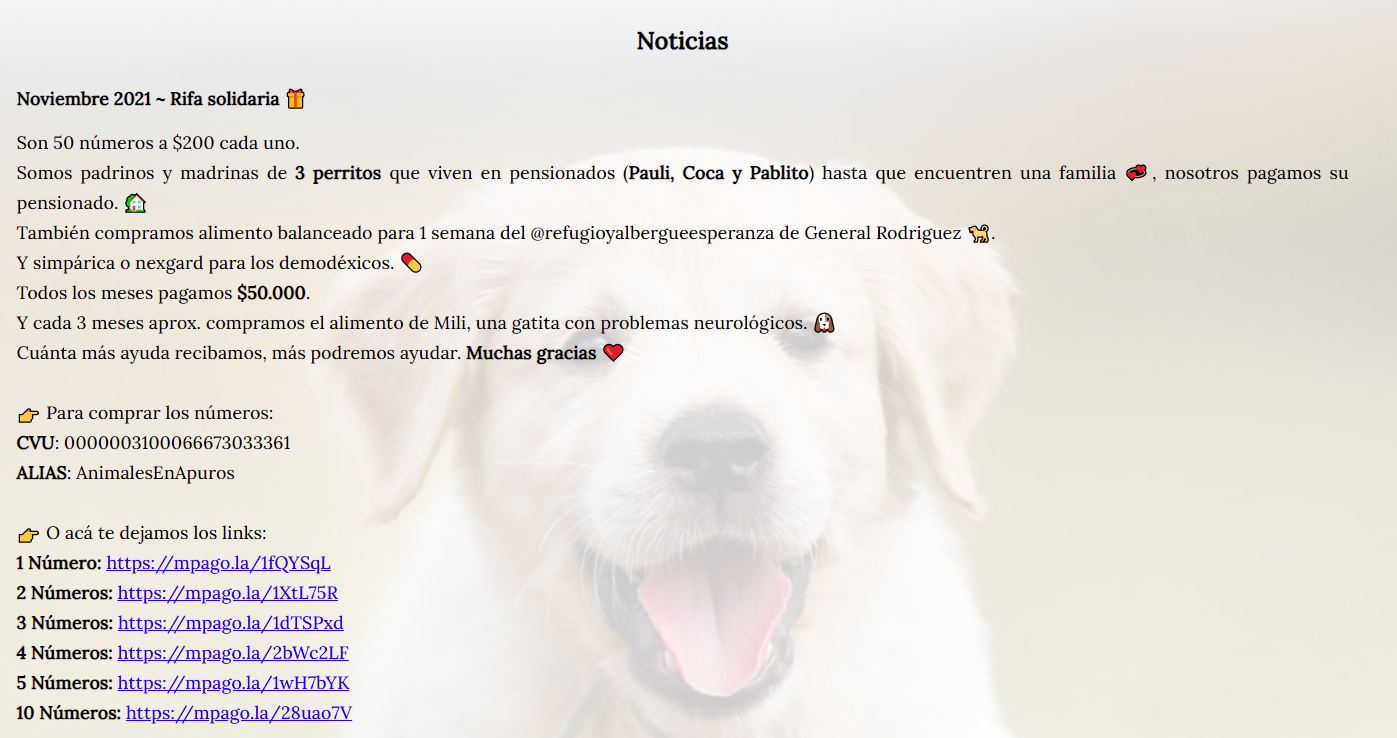 Noticias
Noviembre 2021 ~ Rifa solidaria 🎁
Son 50 números a $200 cada uno.
Somos padrinos y madrinas de 3 perritos que viven en pensionados (Pauli, Coca y Pablito) hasta que encuentren una familia 💞, nosotros pagamos su
pensionado. 🏡
También compramos alimento balanceado para 1 semana del @refugioyalbergueesperanza de General Rodriguez 🐕.
Y simpárica o nexgard para los demodéxicos. 💊
Todos los meses pagamos $50.000.
Y cada 3 meses aprox. compramos el alimento de Mili, una gatita con problemas neurológicos. 🐶
Cuánta más ayuda recibamos, más podremos ayudar. Muchas gracias ❤️
👉 Para comprar los números:
CVU: 0000003100066673033361
ALIAS: AnimalesEnApuros
👉 O acá te dejamos los links:
1 Número: https://mpago.la/1fQYSqL
2 Números: https://mpago.la/1XtL75R
3 Números: https://mpago.la/1dTSPxd
4 Números: https://mpago.la/2bWc2LF
5 Números: https://mpago.la/1wH7bYK
10 Números: https://mpago.la/28uao7V